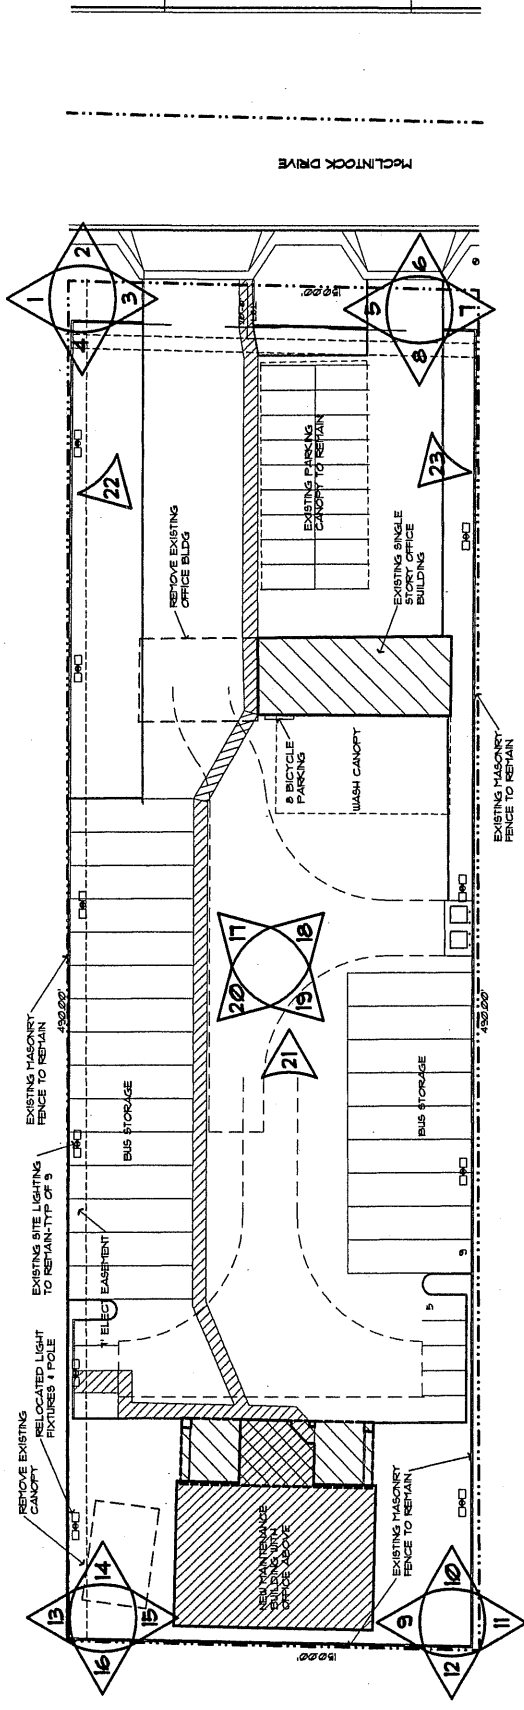 McCLINTOCK DRIVE
1
2
3
4
5
6
7
8
150.00'
22
23
EXISTING PARKING
CANOPY TO REMAIN
REMOVE EXISTING
OFFICE BLDG
EXISTING SINGLE
STORY OFFICE
BUILDING
8 BICYCLE
PARKING
WASH CANOPY
EXISTING MASONRY
FENCE TO REMAIN
17
18
19
20
21
EXISTING MASONRY
FENCE TO REMAIN
490.00'
490.00'
BUS STORAGE
BUS STORAGE
EXISTING SITE LIGHTING
TO REMAIN-TYP OF 9
7' ELECT EASEMENT
9
5
RELOCATED LIGHT
FIXTURES & POLE
REMOVE EXISTING
CANOPY
NEW MAINTENANCE
BUILDING WITH
OFFICE ABOVE
EXISTING MASONRY
FENCE TO REMAIN
13
14
15
16
150.00'
9
10
11
12